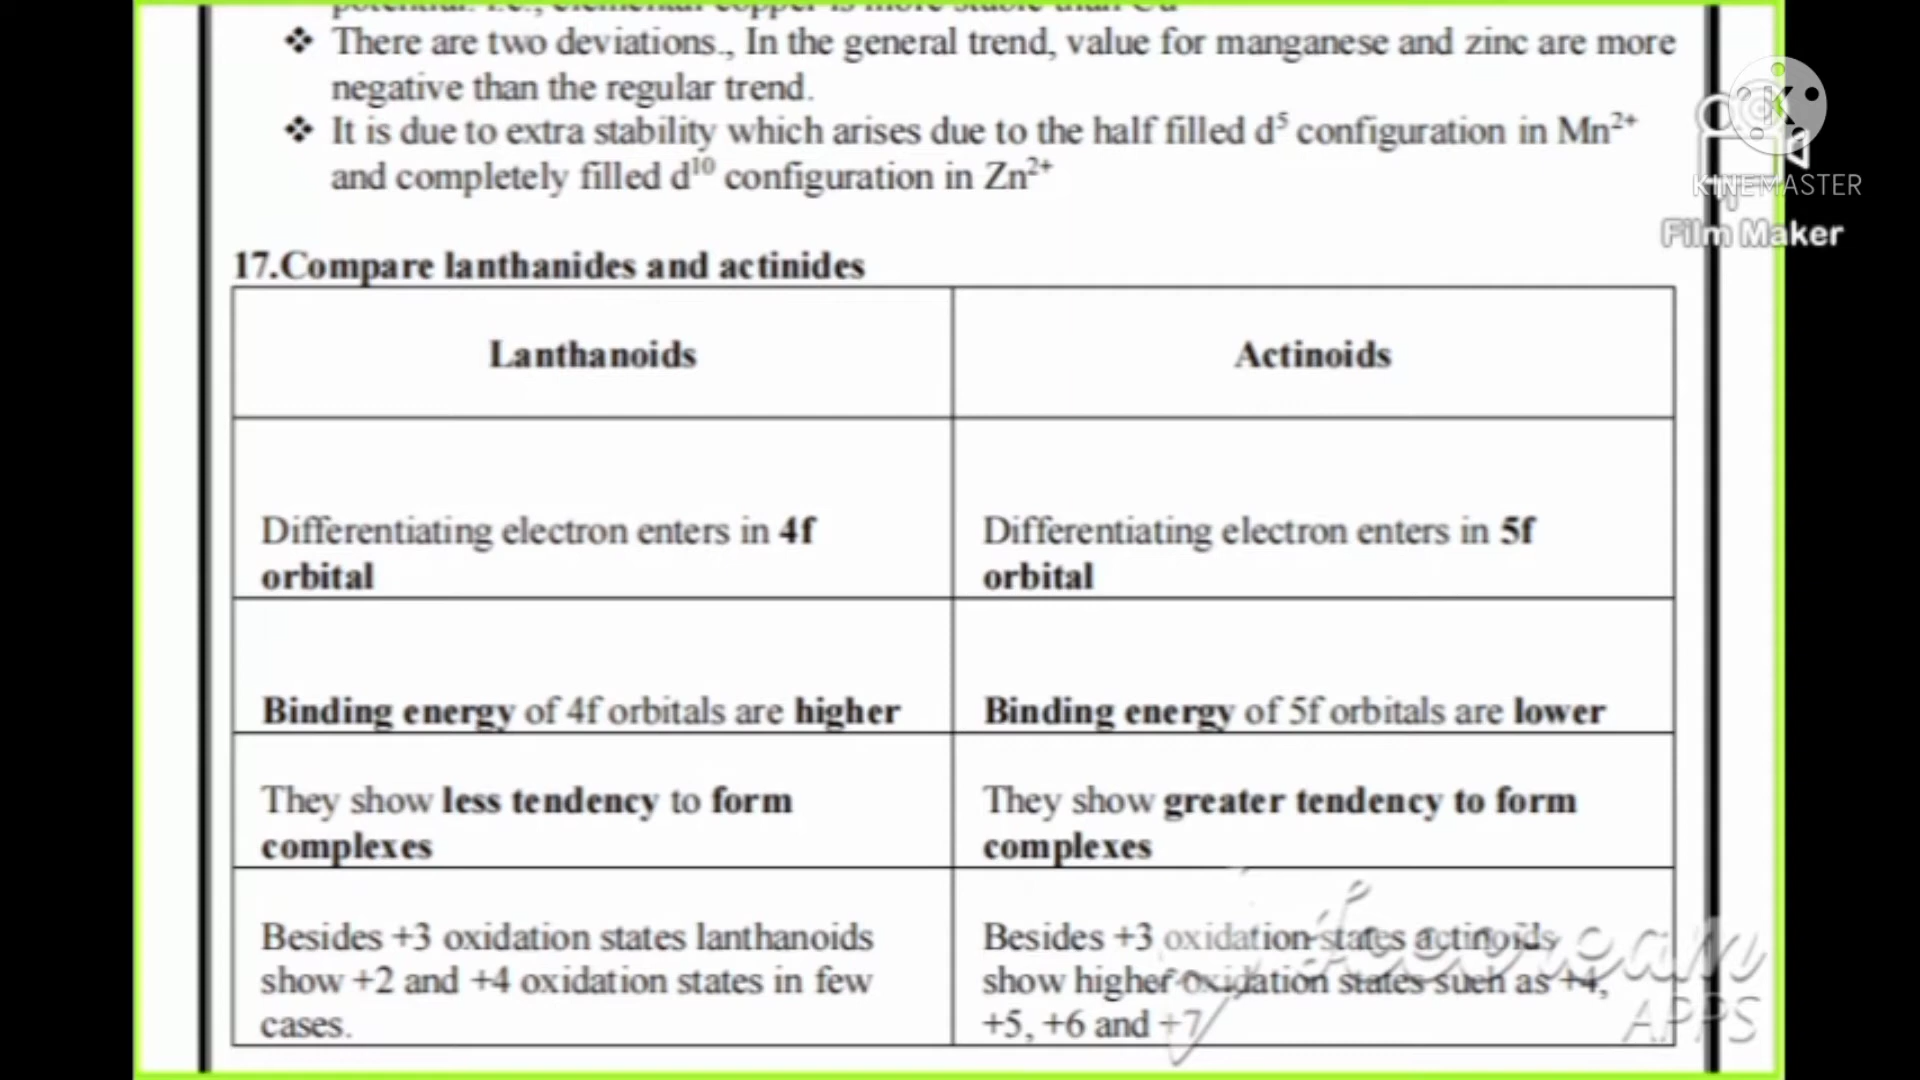 There are two deviations., In the general trend, value for manganese and zinc are more
negative than the regular trend.
It is due to extra stability which arises due to the half filled d⁵ configuration in Mn²⁺
and completely filled d¹⁰ configuration in Zn²⁺
KINEMASTER
Film Maker
17.Compare lanthanides and actinides
Lanthanoids
Actinoids
Differentiating electron enters in 4f
orbital
Differentiating electron enters in 5f
orbital
Binding energy of 4f orbitals are higher
Binding energy of 5f orbitals are lower
They show less tendency to form
complexes
They show greater tendency to form
complexes
Besides +3 oxidation states lanthanoids
show +2 and +4 oxidation states in few
cases.
Besides +3 oxidation states actinoids
show higher oxidation states such as +4,
+5, +6 and +7
APPS